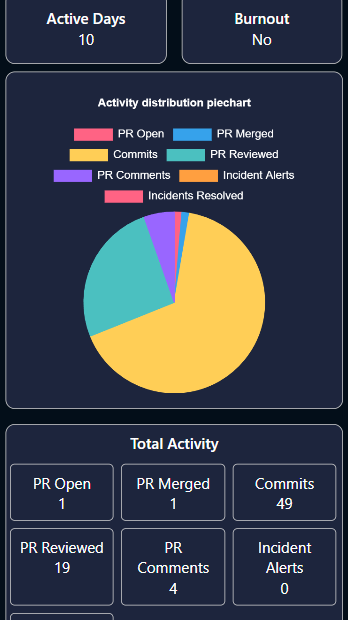 Active Days
10
Burnout
No
Activity distribution piechart
PR Open
PR Merged
Commits
PR Reviewed
PR Comments
Incident Alerts
Incidents Resolved
Total Activity
PR Open
1
PR Merged
1
Commits
49
PR Reviewed
19
PR
Comments
4
Incident
Alerts
0